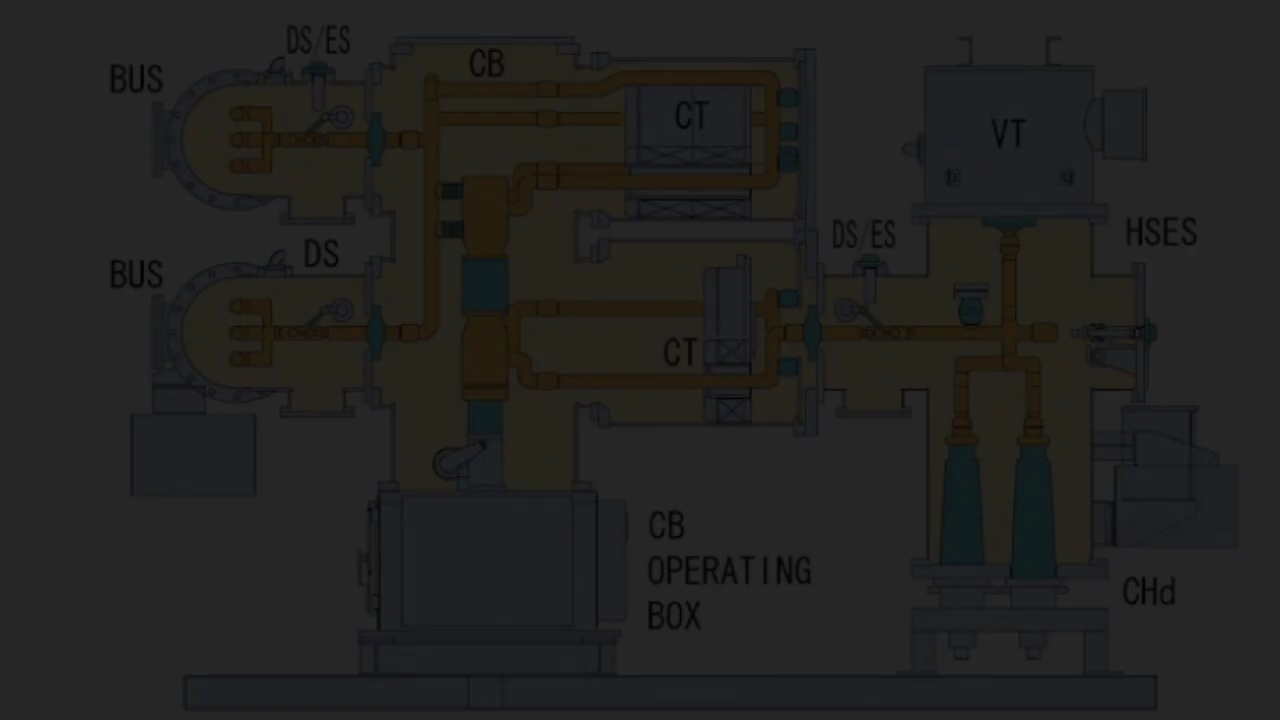 DS/ES
BUS
CB
CT
VT
DS/ES
HSES
BUS
DS
CT
CB
OPERATING
BOX
CHd